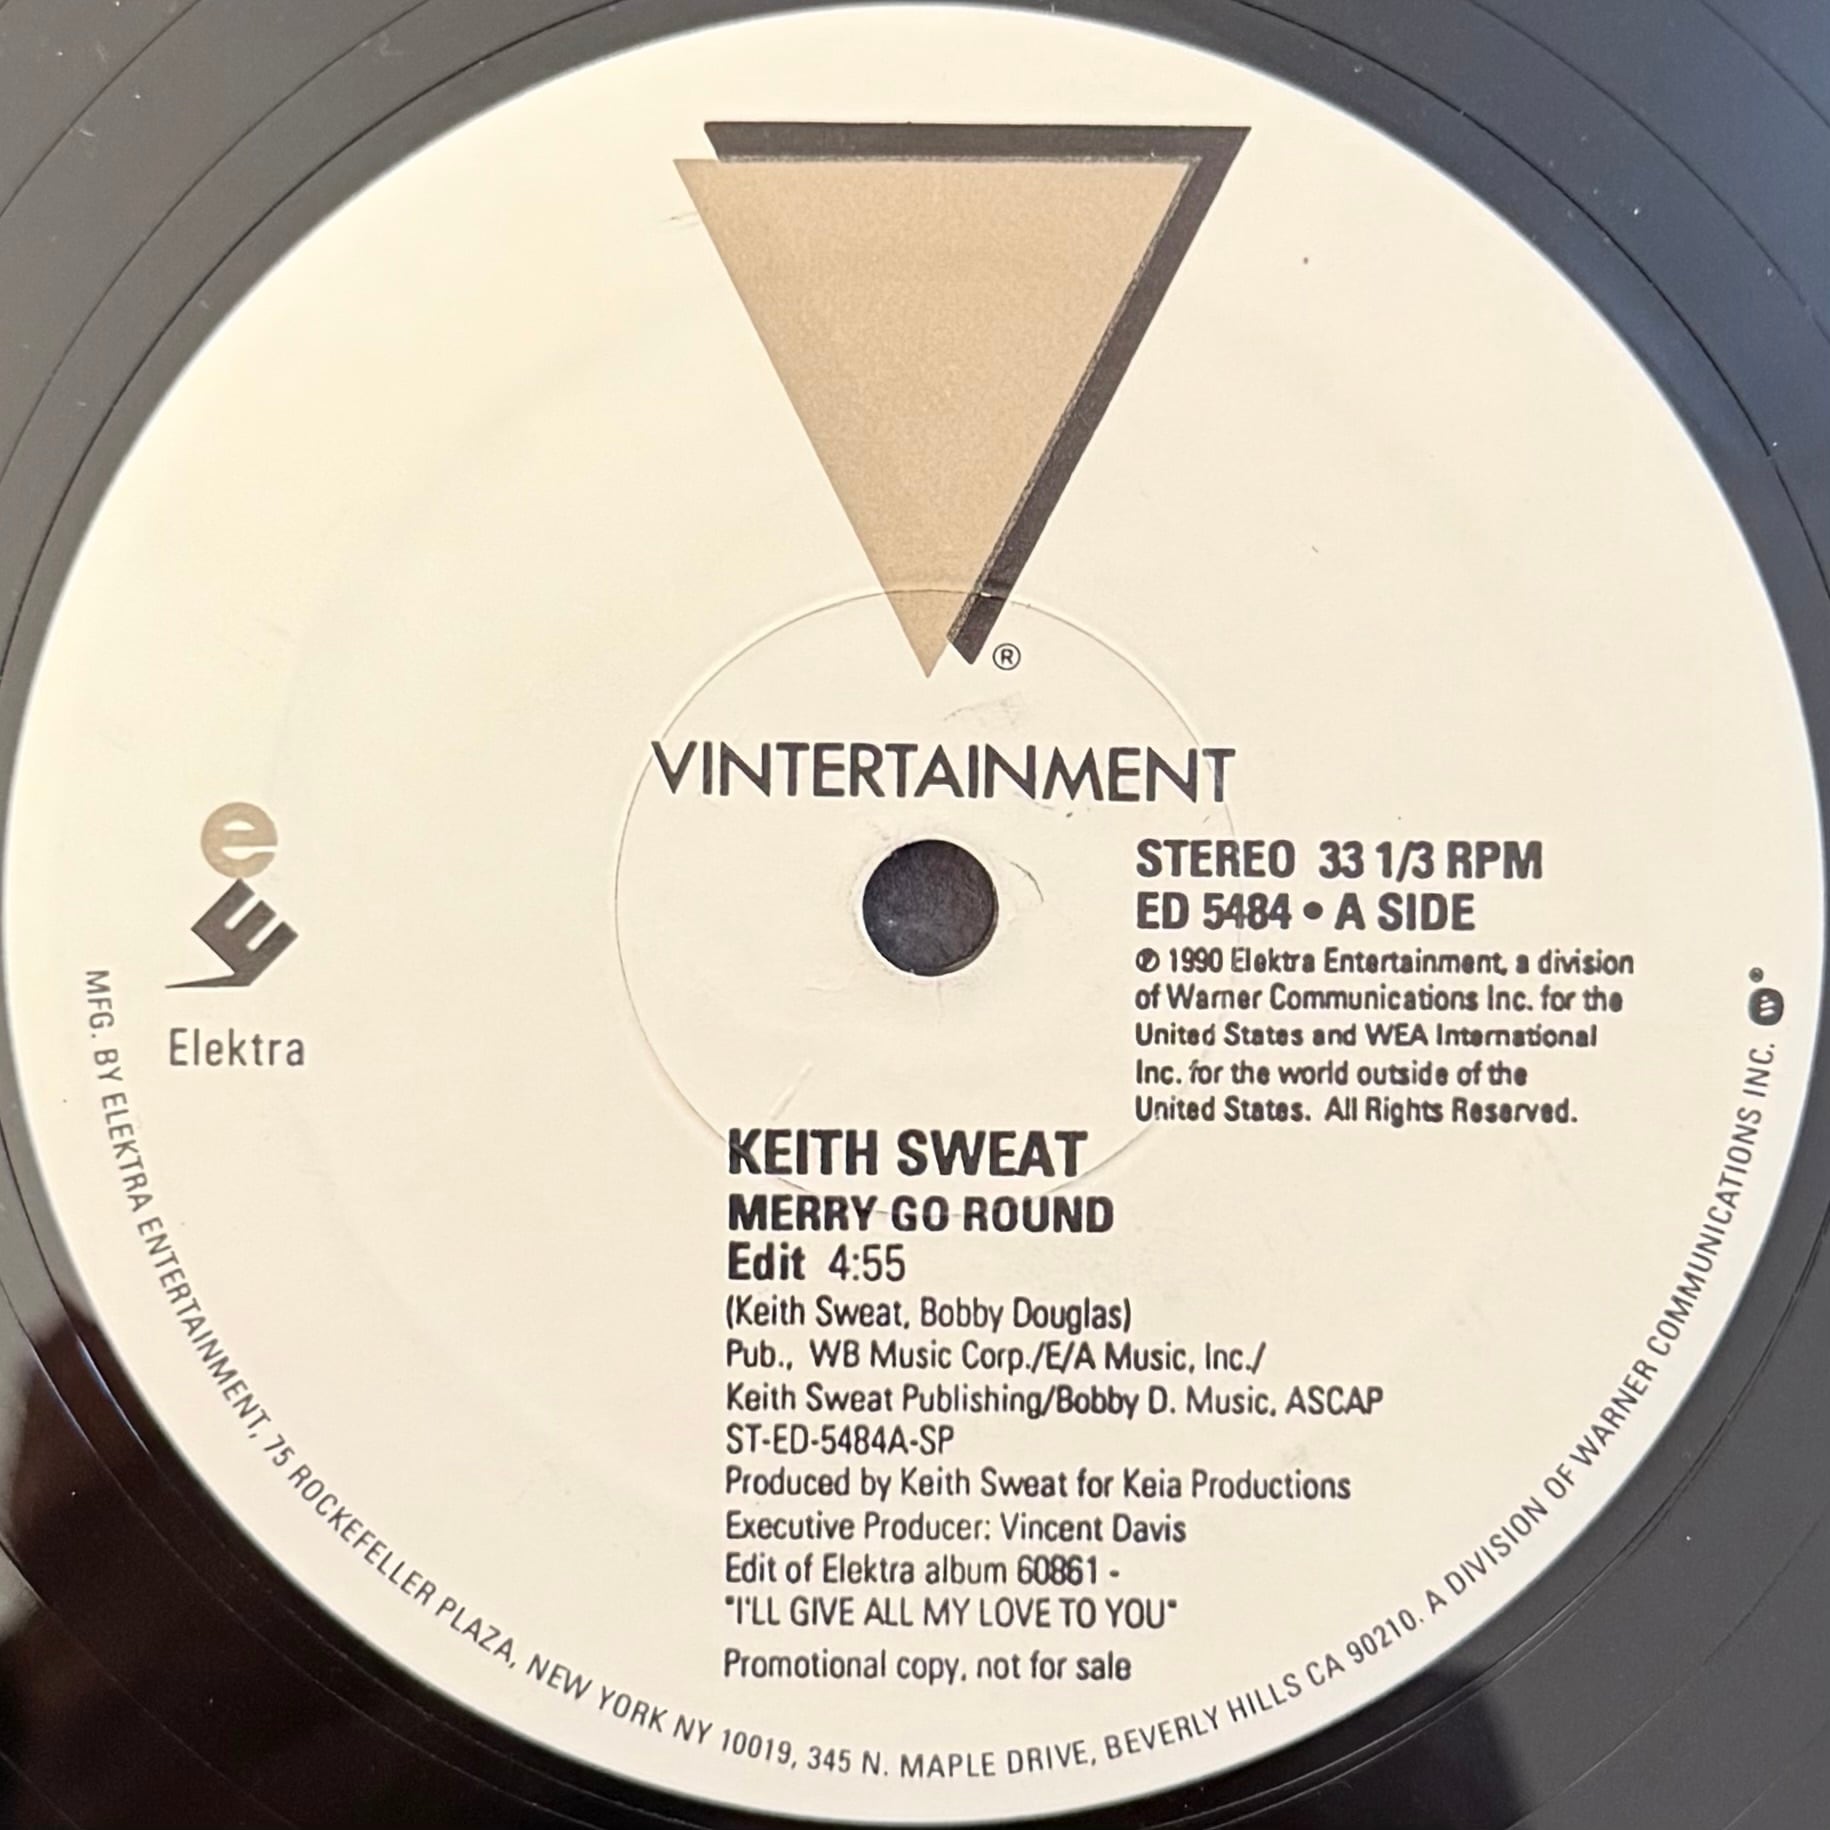 ®
VINTERTAINMENT
e
E
Elektra
STEREO 33 1/3 RPM
ED 5484 • A SIDE
℗ 1990 Elektra Entertainment, a division
of Warner Communications Inc. for the
United States and WEA International
Inc. for the world outside of the
United States. All Rights Reserved.
KEITH SWEAT
MERRY GO ROUND
Edit 4:55
(Keith Sweat, Bobby Douglas)
Pub., WB Music Corp./E/A Music, Inc./
Keith Sweat Publishing/Bobby D. Music, ASCAP
ST-ED-5484A-SP
Produced by Keith Sweat for Keia Productions
Executive Producer: Vincent Davis
Edit of Elektra album 60861 -
"I'LL GIVE ALL MY LOVE TO YOU"
Promotional copy, not for sale
MFG. BY ELEKTRA ENTERTAINMENT, 75 ROCKEFELLER PLAZA, NEW YORK NY 10019, 345 N. MAPLE DRIVE, BEVERLY HILLS CA 90210. A DIVISION OF WARNER COMMUNICATIONS INC.